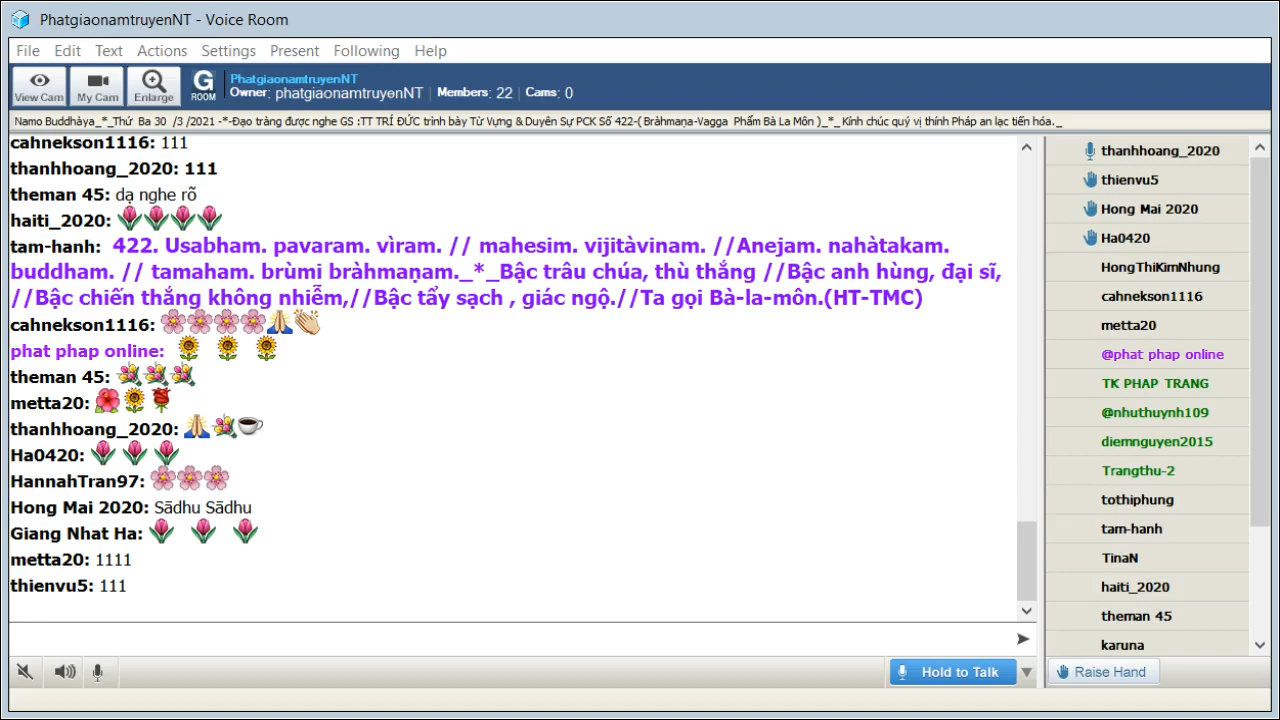 PhatgiaonamtruyenNT - Voice Room
File Edit Text Actions Settings Present Following Help
View Cam My Cam Enlarge G ROOM PhatgiaonamtruyenNT
Owner: phatgiaonamtruyenNT | Members: 22 | Cams: 0
Namo Buddhàya_*_Thứ Ba 30 /3 /2021 -*-Đạo tràng được nghe GS :TT TRÍ ĐỨC trình bày Từ Vựng & Duyên Sự PCK Số 422-( Bràhmaṇa-Vagga Phẩm Bà La Môn )_*_ Kính chúc quý vị thính Pháp an lạc tiến hóa._
cahnekson1116: 111
thanhhoang_2020: 111
theman 45: dạ nghe rõ
haiti_2020:
tam-hanh: 422. Usabham. pavaram. vìram. // mahesim. vijitàvinam. //Anejam. nahàtakam.
buddham. // tamaham. brùmi bràhmaṇam._*_Bậc trâu chúa, thù thắng //Bậc anh hùng, đại sĩ,
//Bậc chiến thắng không nhiễm,//Bậc tẩy sạch , giác ngộ.//Ta gọi Bà-la-môn.(HT-TMC)
cahnekson1116:
phat phap online:
theman 45:
metta20:
thanhhoang_2020:
Ha0420:
HannahTran97:
Hong Mai 2020: Sādhu Sādhu
Giang Nhat Ha:
metta20: 1111
thienvu5: 111
thanhhoang_2020
thienvu5
Hong Mai 2020
Ha0420
HongThiKimNhung
cahnekson1116
metta20
@phat phap online
TK PHAP TRANG
@nhuthuynh109
diemnguyen2015
Trangthu-2
tothiphung
tam-hanh
TinaN
haiti_2020
theman 45
karuna
Hold to Talk
Raise Hand